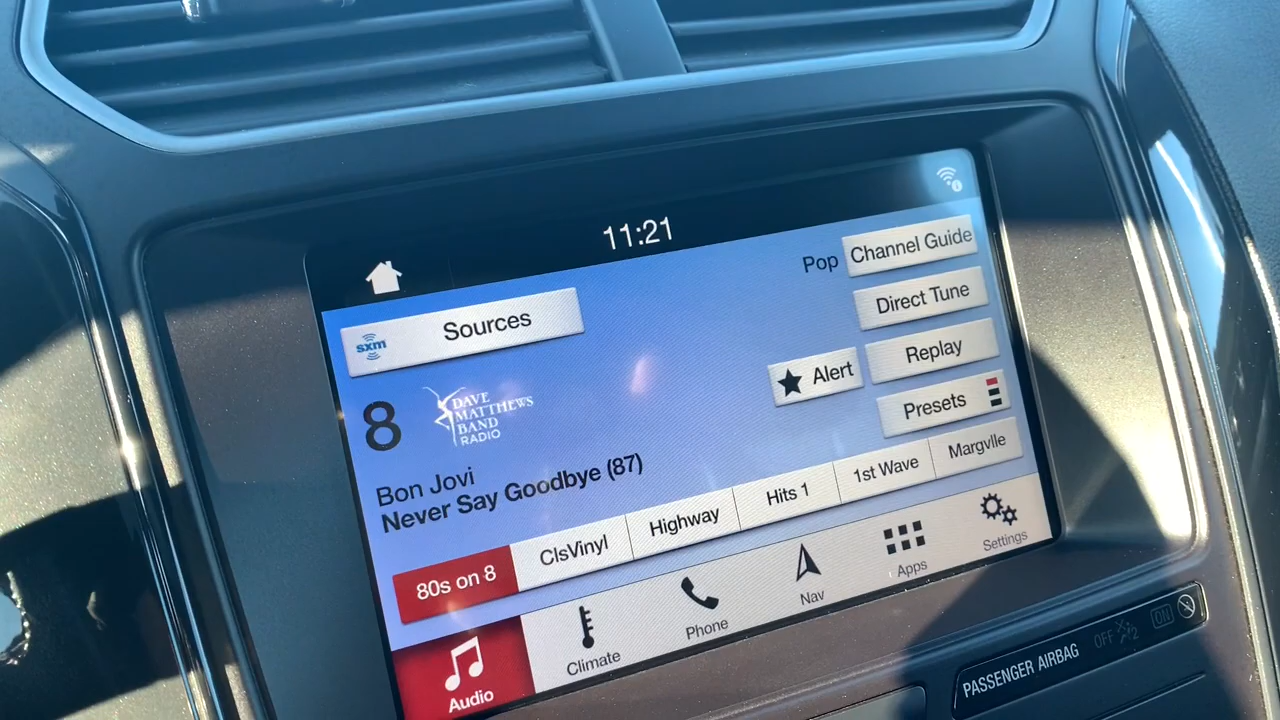 11:21
Pop
Channel Guide
sxm
Sources
Direct Tune
Replay
Alert
Presets
8
DAVE
MATTHEWS
BAND
RADIO
Bon Jovi
Never Say Goodbye (87)
80s on 8
ClsVinyl
Highway
Hits 1
1st Wave
Margvlle
Audio
Climate
Phone
Nav
Apps
Settings
PASSENGER AIRBAG
OFF
2
ON